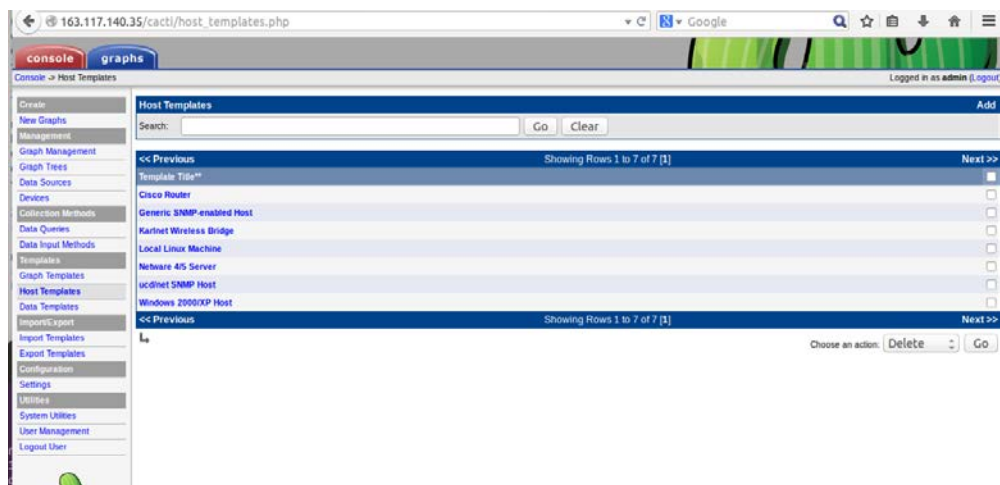 163.117.140.35/cacti/host_templates.php
Google
console
graphs
Console -> Host Templates
Logged in as admin (Logout
Create
New Graphs
Management
Graph Management
Graph Trees
Data Sources
Devices
Collection Methods
Data Queries
Data Input Methods
Templates
Graph Templates
Host Templates
Data Templates
Import/Export
Import Templates
Export Templates
Configuration
Settings
Utilities
System Utilities
User Management
Logout User
Host Templates Add
Search: Go Clear
<< Previous Showing Rows 1 to 7 of 7 [1] Next >>
Template Title**
Cisco Router
Generic SNMP-enabled Host
Karlnet Wireless Bridge
Local Linux Machine
Netware 4/5 Server
ucd/net SNMP Host
Windows 2000/XP Host
<< Previous Showing Rows 1 to 7 of 7 [1] Next >>
Choose an action: Delete Go